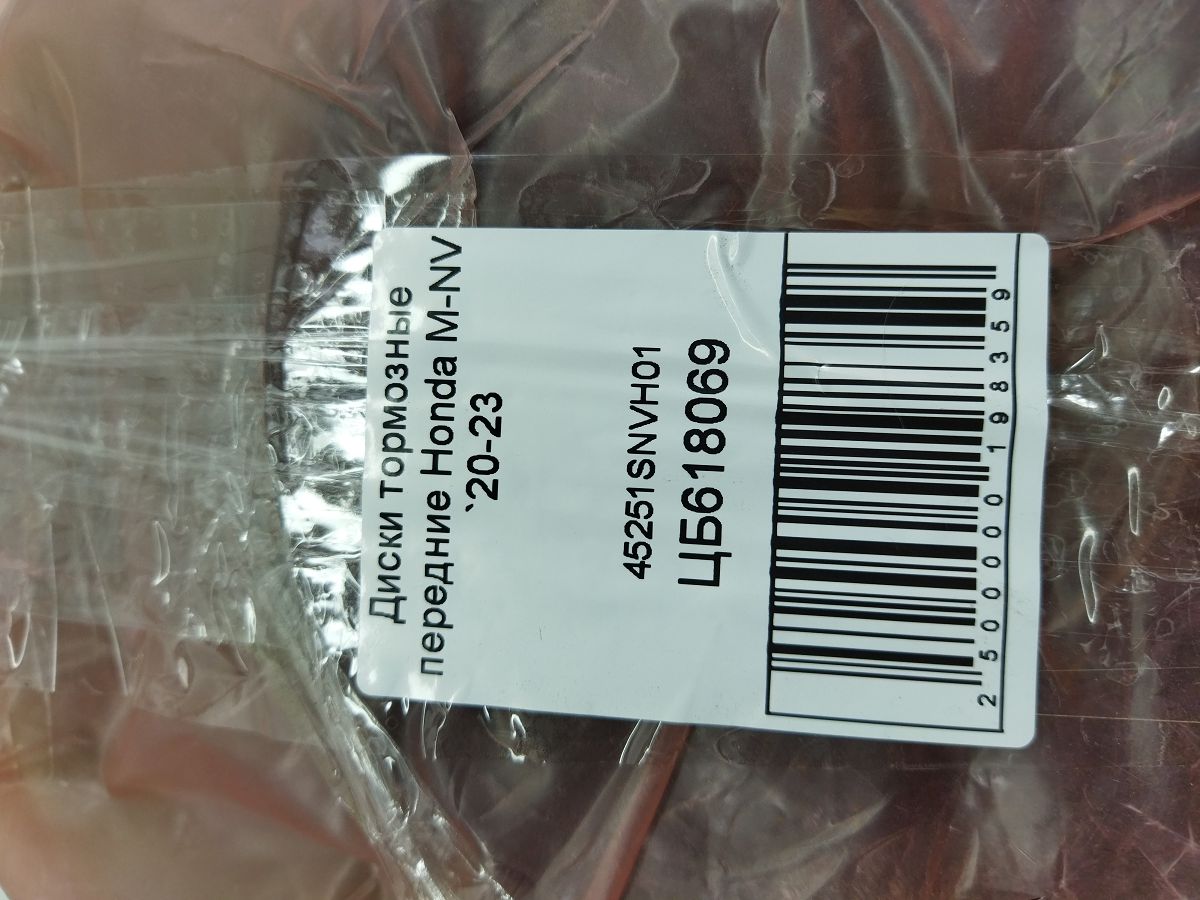 Диски тормозные
передние Honda M-NV
`20-23
45251SNVH01
ЦБ618069
2500000198359